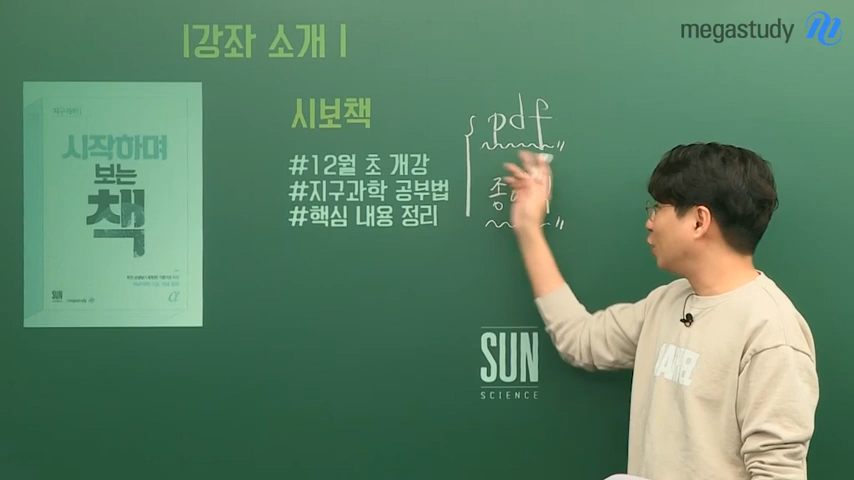 |강좌 소개|
megastudy
시작하며
보는
책
SUN
α
시보책
#12월 초 개강
#지구과학 공부법
#핵심 내용 정리
pdf
SUN
SCIENCE